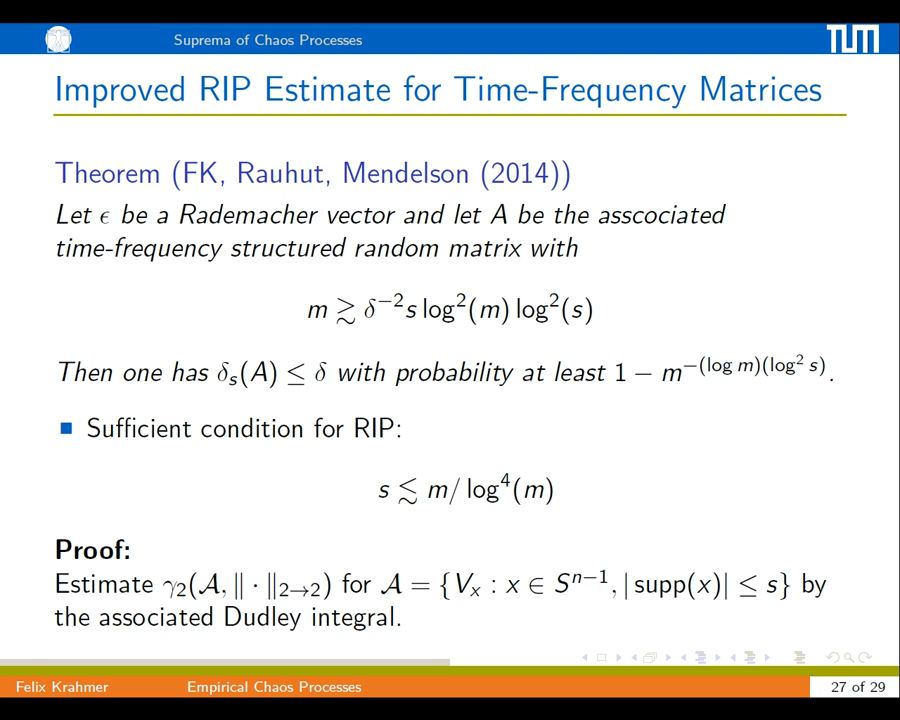 Suprema of Chaos Processes
TUM
Improved RIP Estimate for Time-Frequency Matrices
Theorem (FK, Rauhut, Mendelson (2014))
Let ϵ be a Rademacher vector and let A be the asscociated
time-frequency structured random matrix with
m ≳ δ⁻²s log²(m) log²(s)
Then one has δₛ(A) ≤ δ with probability at least 1 − m^{−(log m)(log² s)}.
■ Sufficient condition for RIP:
s ≲ m/ log⁴(m)
Proof:
Estimate γ₂(𝒜, ‖ · ‖₂→₂) for 𝒜 = {Vₓ : x ∈ Sⁿ⁻¹, | supp(x)| ≤ s} by
the associated Dudley integral.
Felix Krahmer
Empirical Chaos Processes
27 of 29